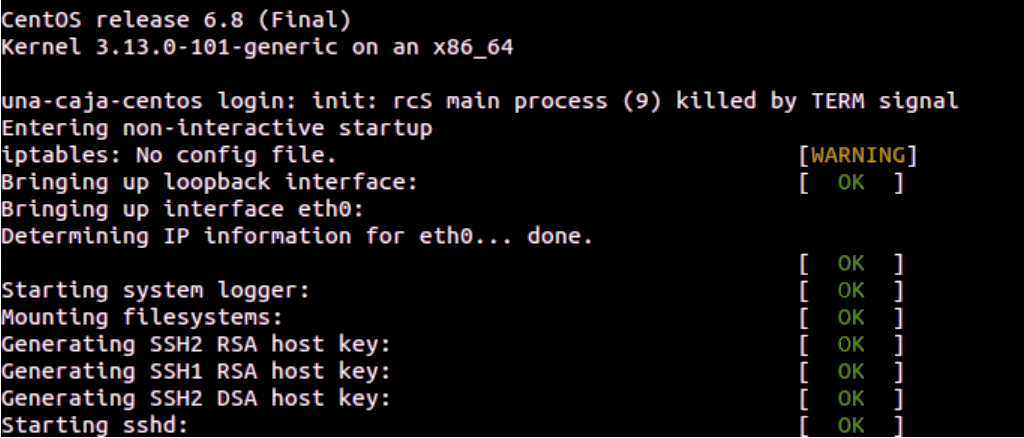 CentOS release 6.8 (Final)
Kernel 3.13.0-101-generic on an x86_64
una-caja-centos login: init: rcS main process (9) killed by TERM signal
Entering non-interactive startup
iptables: No config file. [WARNING]
Bringing up loopback interface: [ OK ]
Bringing up interface eth0:
Determining IP information for eth0... done.
[ OK ]
Starting system logger: [ OK ]
Mounting filesystems: [ OK ]
Generating SSH2 RSA host key: [ OK ]
Generating SSH1 RSA host key: [ OK ]
Generating SSH2 DSA host key: [ OK ]
Starting sshd: [ OK ]